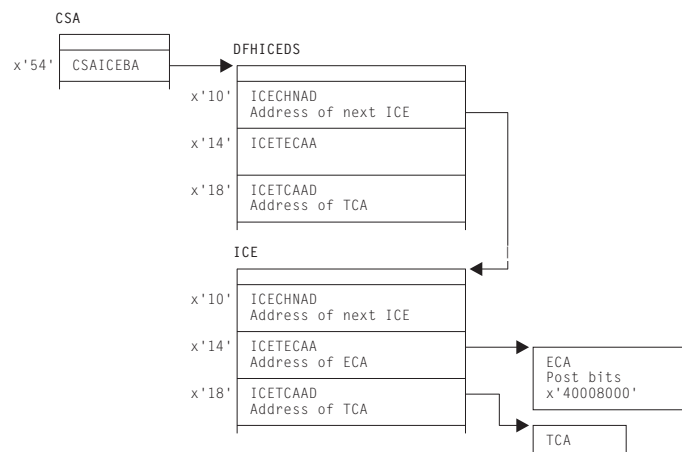 CSA
x'54' CSAICEBA
DFHICEDS
x'10' ICECHNAD
Address of next ICE
x'14' ICETECAA
x'18' ICETCAAD
Address of TCA
ICE
x'10' ICECHNAD
Address of next ICE
x'14' ICETECAA
Address of ECA
x'18' ICETCAAD
Address of TCA
ECA
Post bits
x'40008000'
TCA